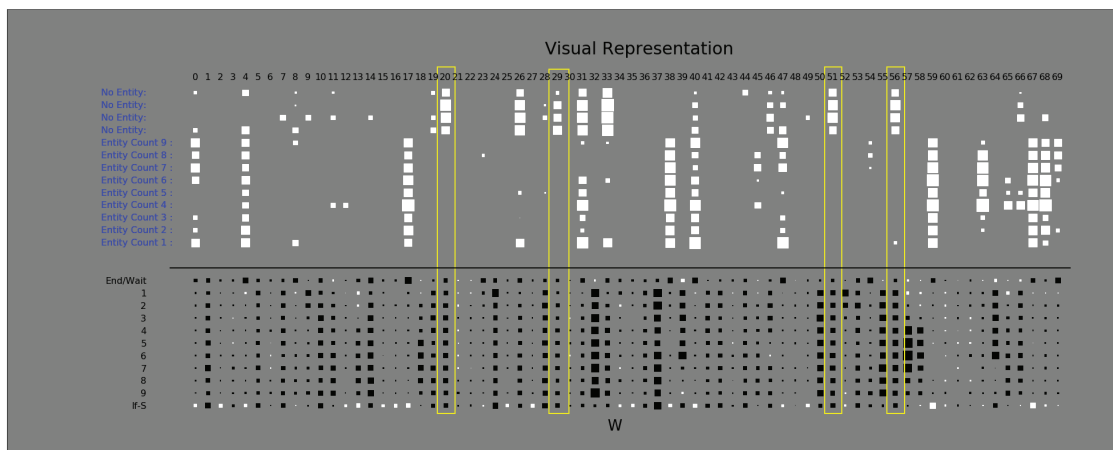 Visual Representation
0 1 2 3 4 5 6 7 8 9 10 11 12 13 14 15 16 17 18 19 20 21 22 23 24 25 26 27 28 29 30 31 32 33 34 35 36 37 38 39 40 41 42 43 44 45 46 47 48 49 50 51 52 53 54 55 56 57 58 59 60 61 62 63 64 65 66 67 68 69
No Entity:
No Entity:
No Entity:
No Entity:
Entity Count 9 :
Entity Count 8 :
Entity Count 7 :
Entity Count 6 :
Entity Count 5 :
Entity Count 4 :
Entity Count 3 :
Entity Count 2 :
Entity Count 1 :
End/Wait
1
2
3
4
5
6
7
8
9
If-S
W